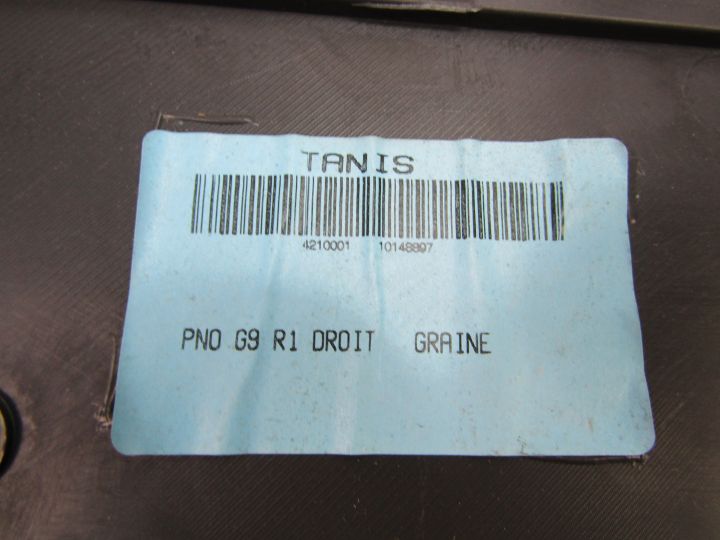 TANIS
4210001 10148897
PNO G9 R1 DROIT GRAINE